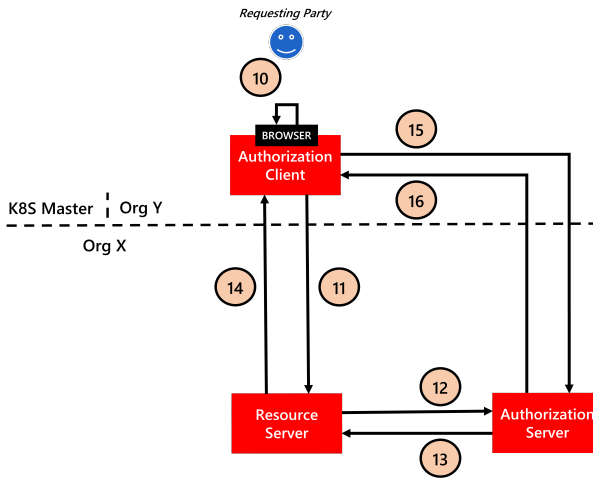 Requesting Party
10
15
BROWSER
Authorization
Client
16
K8S Master
Org Y
Org X
14
11
12
Resource
Server
Authorization
Server
13